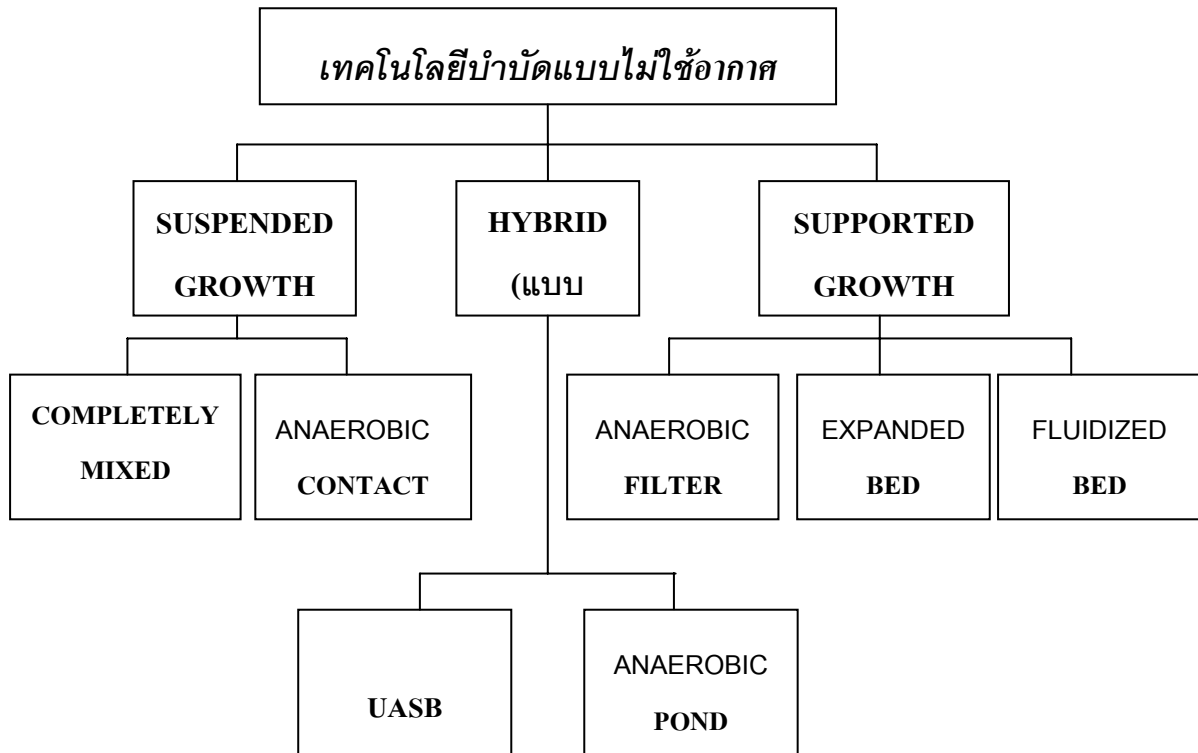 เทคโนโลยีบำบัดแบบไม่ใช้อากาศ
SUSPENDED
GROWTH
HYBRID
(แบบ
SUPPORTED
GROWTH
COMPLETELY
MIXED
ANAEROBIC
CONTACT
ANAEROBIC
FILTER
EXPANDED
BED
FLUIDIZED
BED
UASB
ANAEROBIC
POND